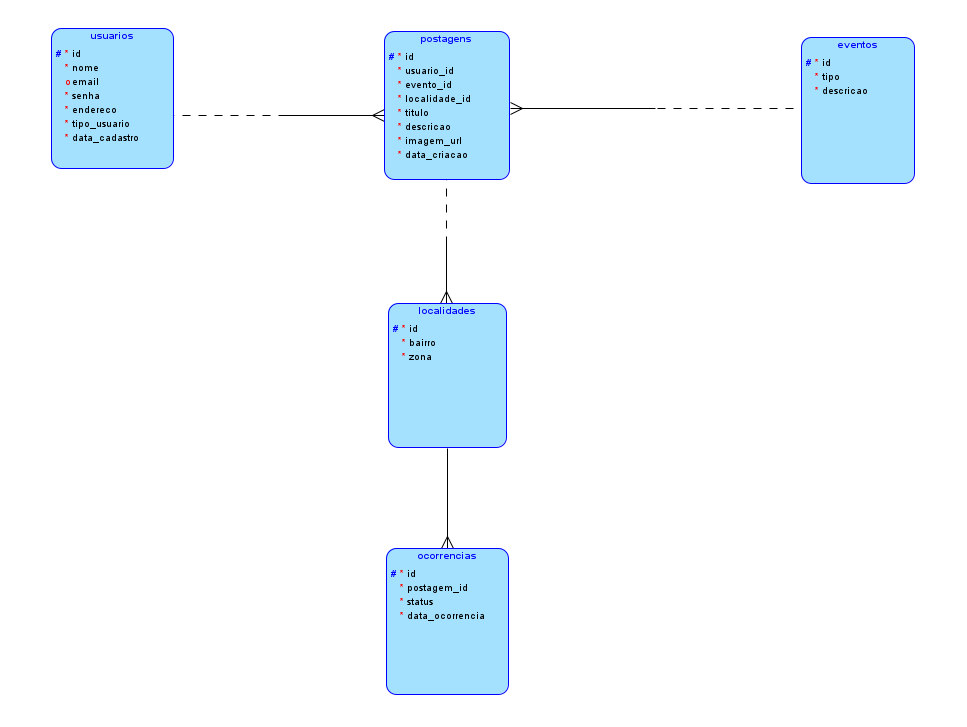 usuarios
# * id
* nome
o email
* senha
* endereco
* tipo_usuario
* data_cadastro
postagens
# * id
* usuario_id
* evento_id
* localidade_id
* titulo
* descricao
* imagem_url
* data_criacao
eventos
# * id
* tipo
* descricao
localidades
# * id
* bairro
* zona
ocorrencias
# * id
* postagem_id
* status
* data_ocorrencia